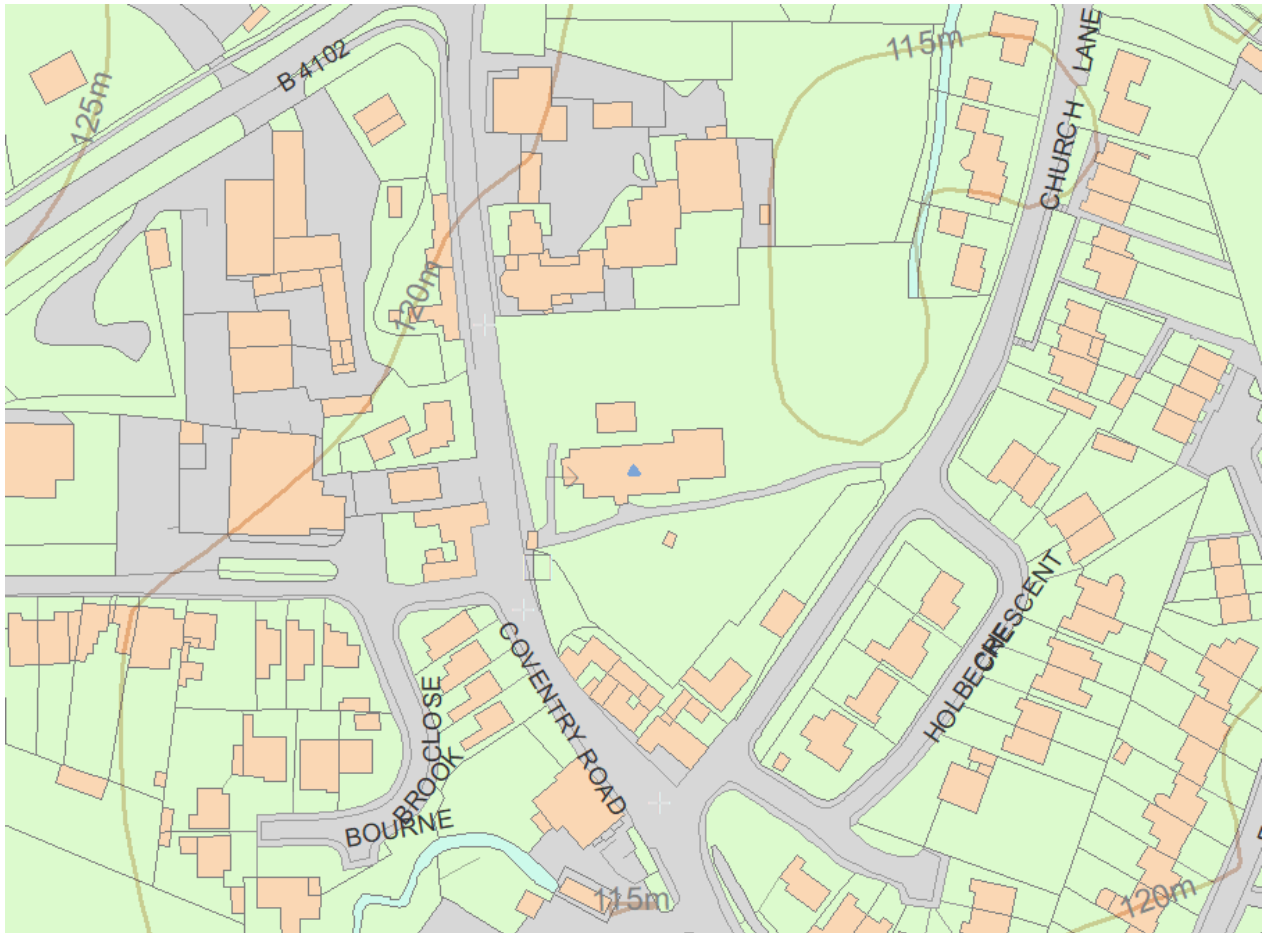 B 4102
115m
CHURCH LANE
125m
120m
HOLBECHE
CRESCENT
COVENTRY ROAD
BROOK
CLOSE
BOURNE
115m
120m